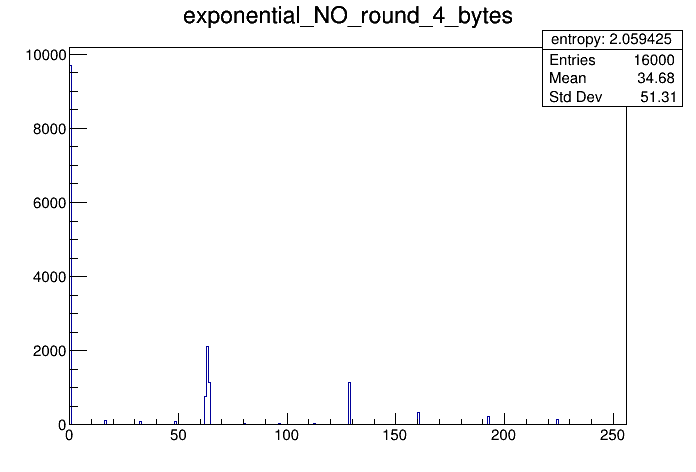 exponential_NO_round_4_bytes
entropy: 2.059425
Entries 16000
Mean 34.68
Std Dev 51.31
10000
8000
6000
4000
2000
0
0 50 100 150 200 250